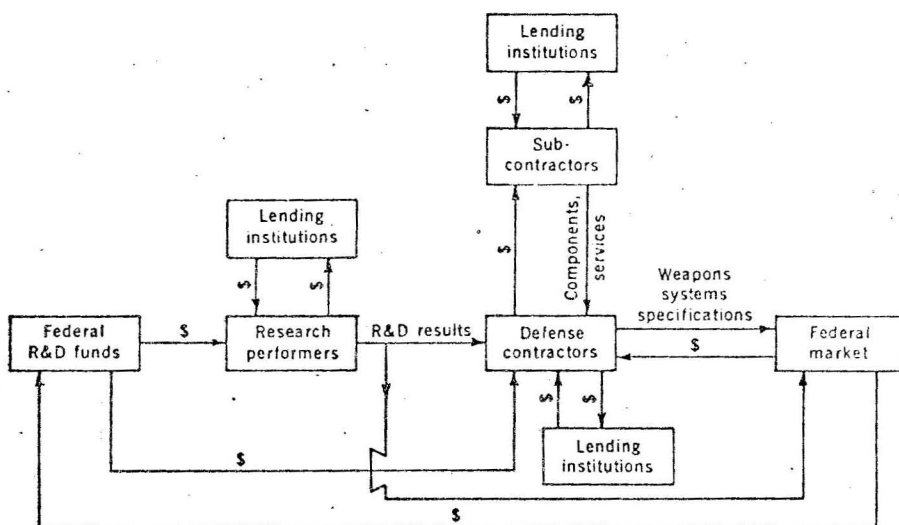 Lending
institutions
$
$
Sub-
contractors
Lending
institutions
$
Components,
services
$
$
Weapons
systems
specifications
Federal
R&D funds
$
Research
performers
R&D results
Defense
contractors
Federal
market
$
$
$
Lending
institutions
$
$